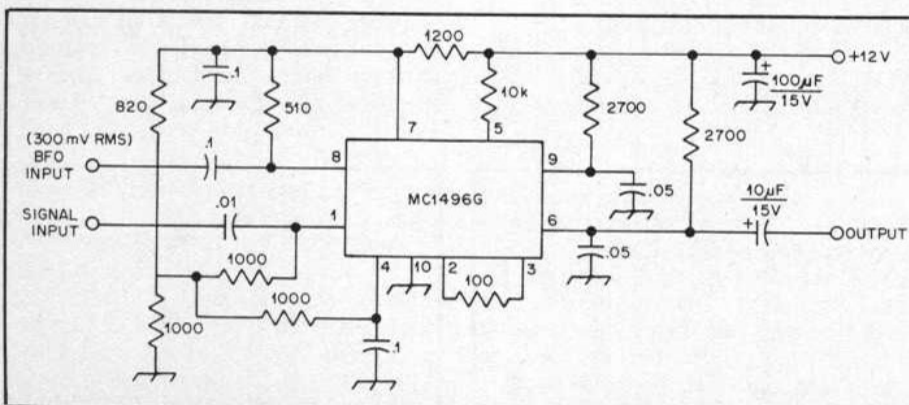 1200
+12V
.1
100µF
15V
820
510
10k
2700
2700
7
5
(300 mV RMS)
BFO
INPUT
.1
8
9
MC1496G
.05
SIGNAL
INPUT
.01
1
6
10µF
15V
+
+
OUTPUT
.05
4
10
2
3
1000
100
1000
1000
.1